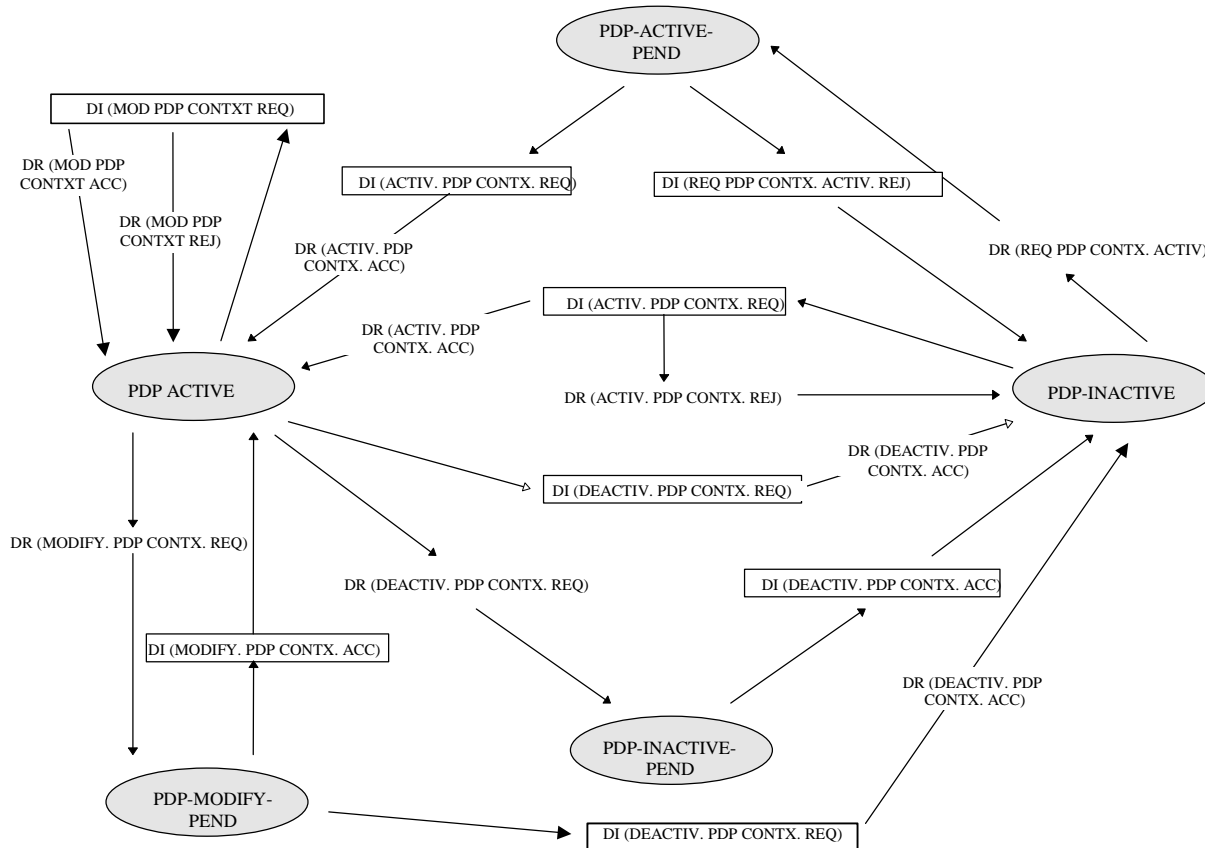 PDP-ACTIVE-
PEND
DI (MOD PDP CONTXT REQ)
DR (MOD PDP
CONTXT ACC)
DR (MOD PDP
CONTXT REJ)
DI (ACTIV. PDP CONTX. REQ)
DI (REQ PDP CONTX. ACTIV. REJ)
DR (ACTIV. PDP
CONTX. ACC)
DR (REQ PDP CONTX. ACTIV)
DI (ACTIV. PDP CONTX. REQ)
DR (ACTIV. PDP
CONTX. ACC)
PDP ACTIVE
DR (ACTIV. PDP CONTX. REJ)
PDP-INACTIVE
DR (DEACTIV. PDP
CONTX. ACC)
DI (DEACTIV. PDP CONTX. REQ)
DR (MODIFY. PDP CONTX. REQ)
DR (DEACTIV. PDP CONTX. REQ)
DI (DEACTIV. PDP CONTX. ACC)
DI (MODIFY. PDP CONTX. ACC)
DR (DEACTIV. PDP
CONTX. ACC)
PDP-INACTIVE-
PEND
PDP-MODIFY-
PEND
DI (DEACTIV. PDP CONTX. REQ)